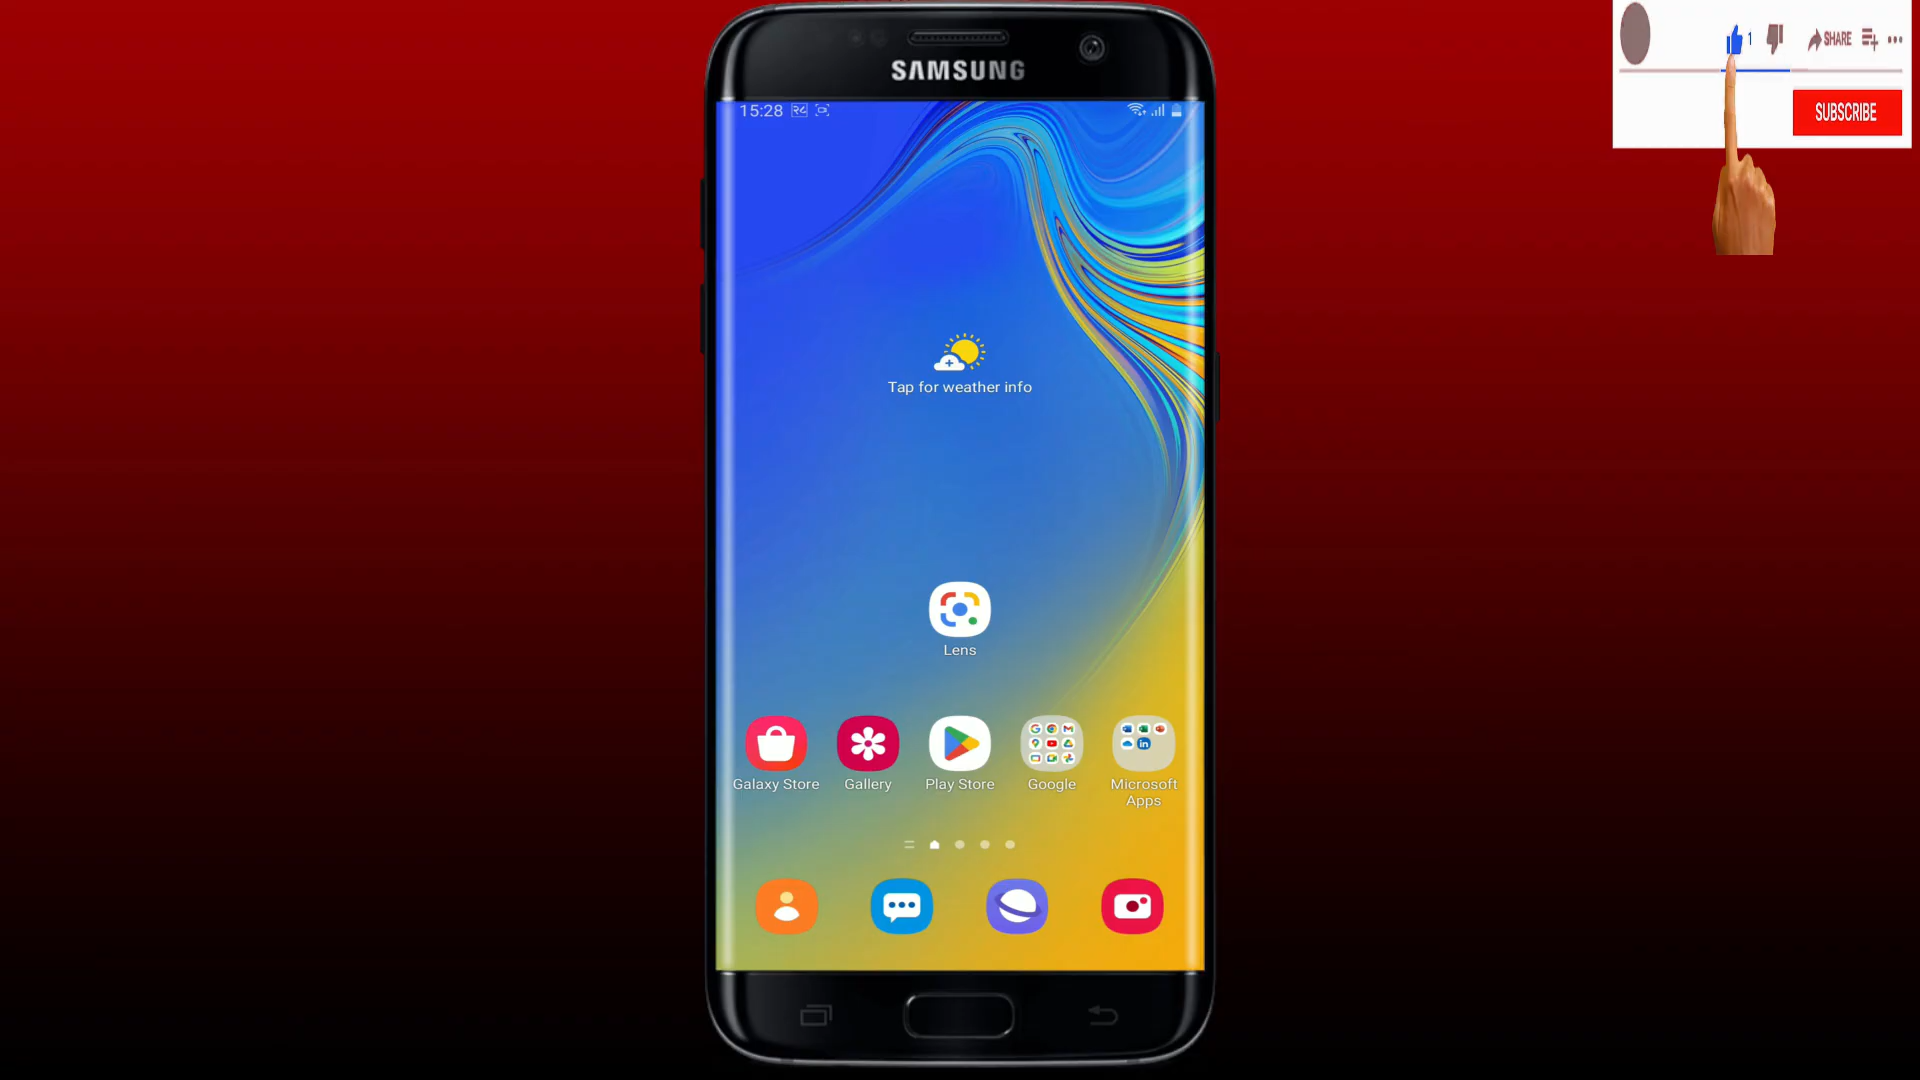 SAMSUNG
15:28
1
SHARE
SUBSCRIBE
Tap for weather info
Lens
Galaxy Store
Gallery
Play Store
Google
Microsoft
Apps